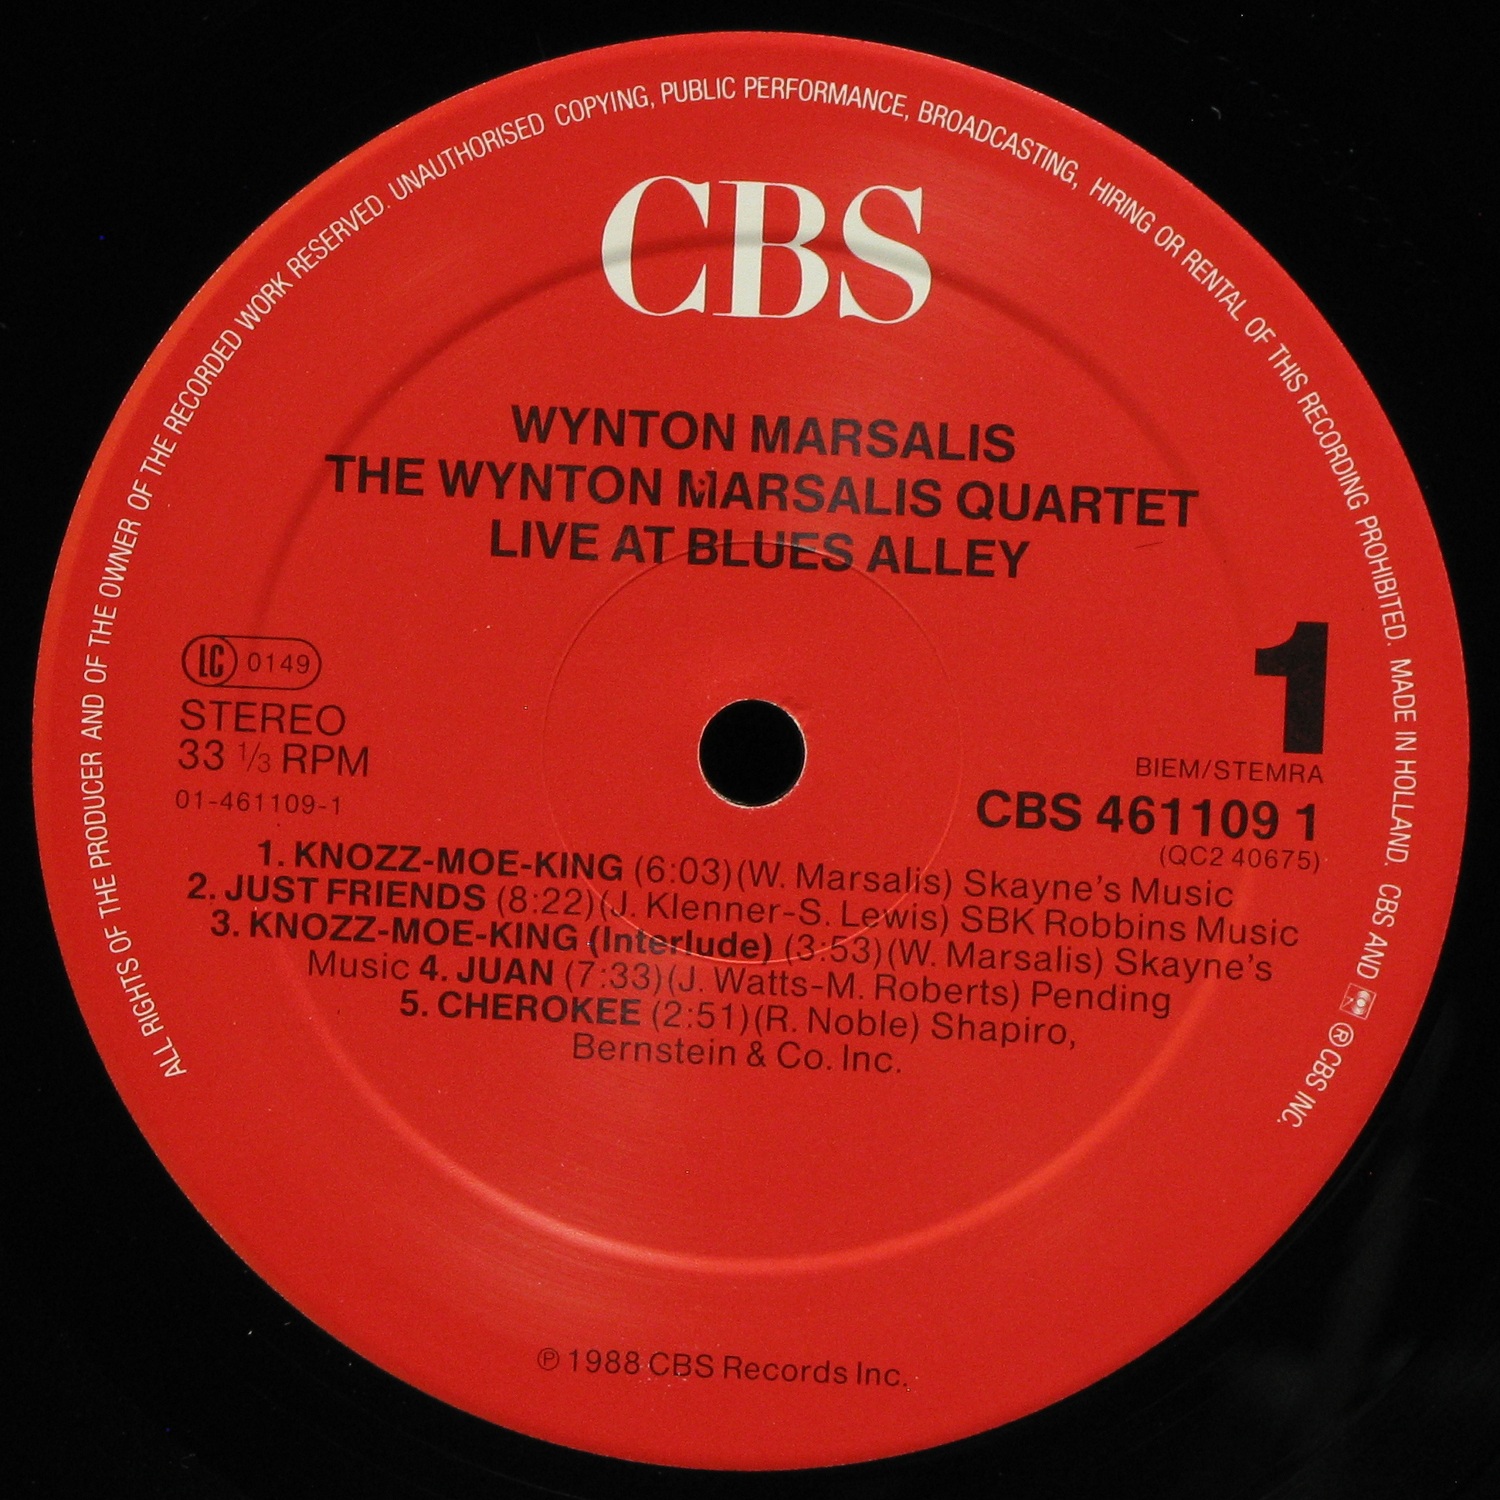 ALL RIGHTS OF THE PRODUCER AND OF THE OWNER OF THE RECORDED WORK RESERVED. UNAUTHORISED COPYING, PUBLIC PERFORMANCE, BROADCASTING, HIRING OR RENTAL OF THIS RECORDING PROHIBITED. MADE IN HOLLAND. CBS AND ® CBS INC.
CBS
WYNTON MARSALIS
THE WYNTON MARSALIS QUARTET
LIVE AT BLUES ALLEY
LC 0149
STEREO
33 1/3 RPM
01-461109-1
1
BIEM/STEMRA
CBS 461109 1
(QC2 40675)
1. KNOZZ-MOE-KING (6:03)(W. Marsalis) Skayne's Music
2. JUST FRIENDS (8:22)(J. Klenner-S. Lewis) SBK Robbins Music
3. KNOZZ-MOE-KING (Interlude) (3:53)(W. Marsalis) Skayne's
Music 4. JUAN (7:33)(J. Watts-M. Roberts) Pending
5. CHEROKEE (2:51)(R. Noble) Shapiro,
Bernstein & Co. Inc.
℗ 1988 CBS Records Inc.